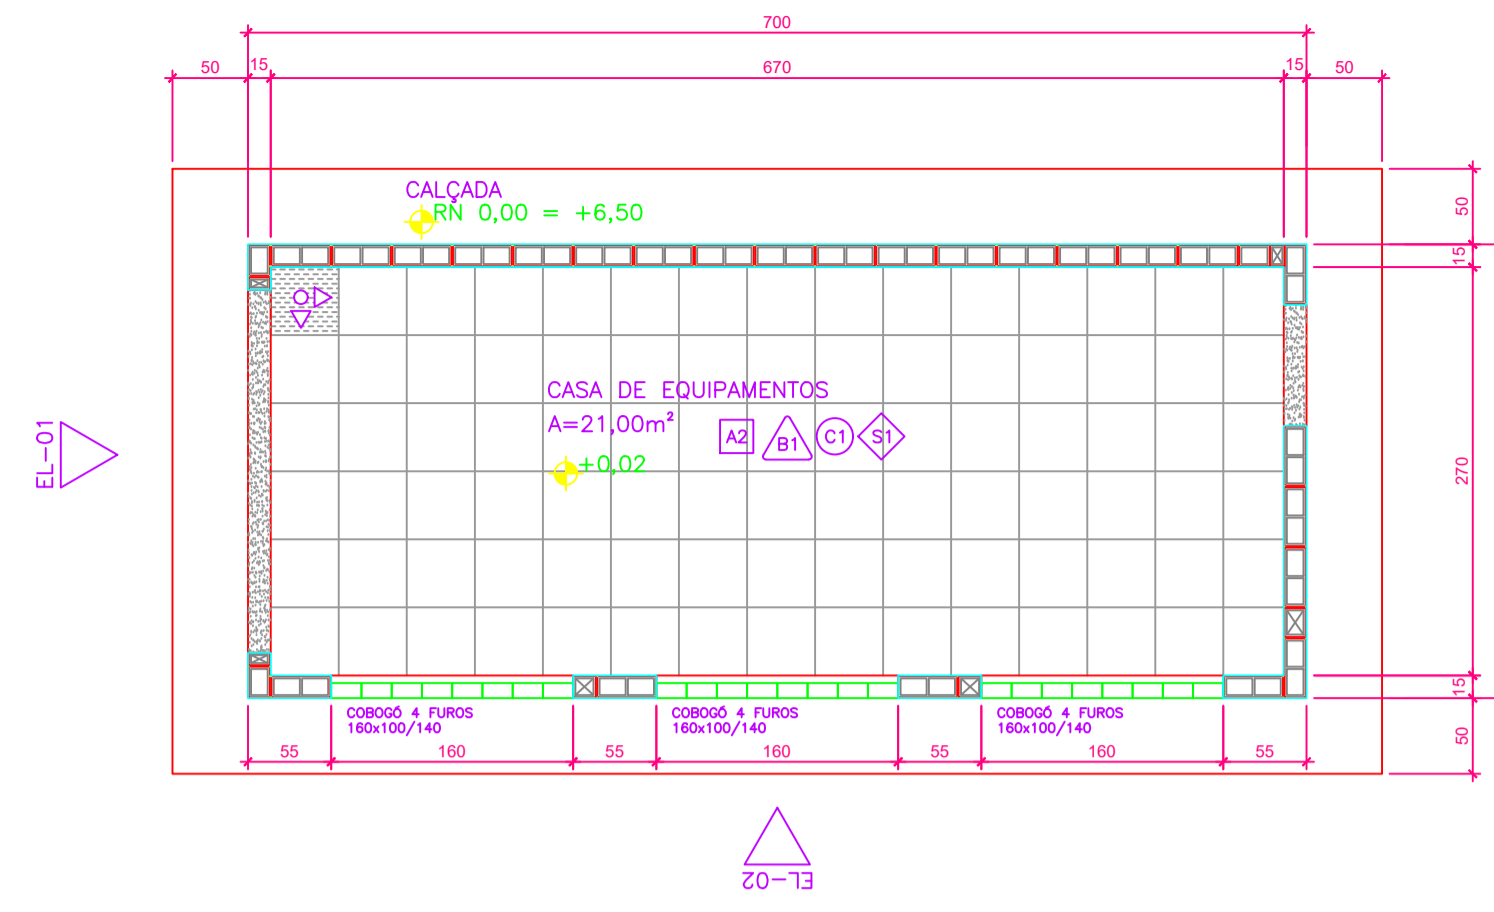 700
50 15 670 15 50
CALÇADA
RN 0,00 = +6,50
50
15
CASA DE EQUIPAMENTOS
A=21,00m²
A2 B1 C1 S1
+0,02
EL-01
270
15
COBOGÓ 4 FUROS
160x100/140
COBOGÓ 4 FUROS
160x100/140
COBOGÓ 4 FUROS
160x100/140
50
55 160 55 160 55 160 55
EL-02